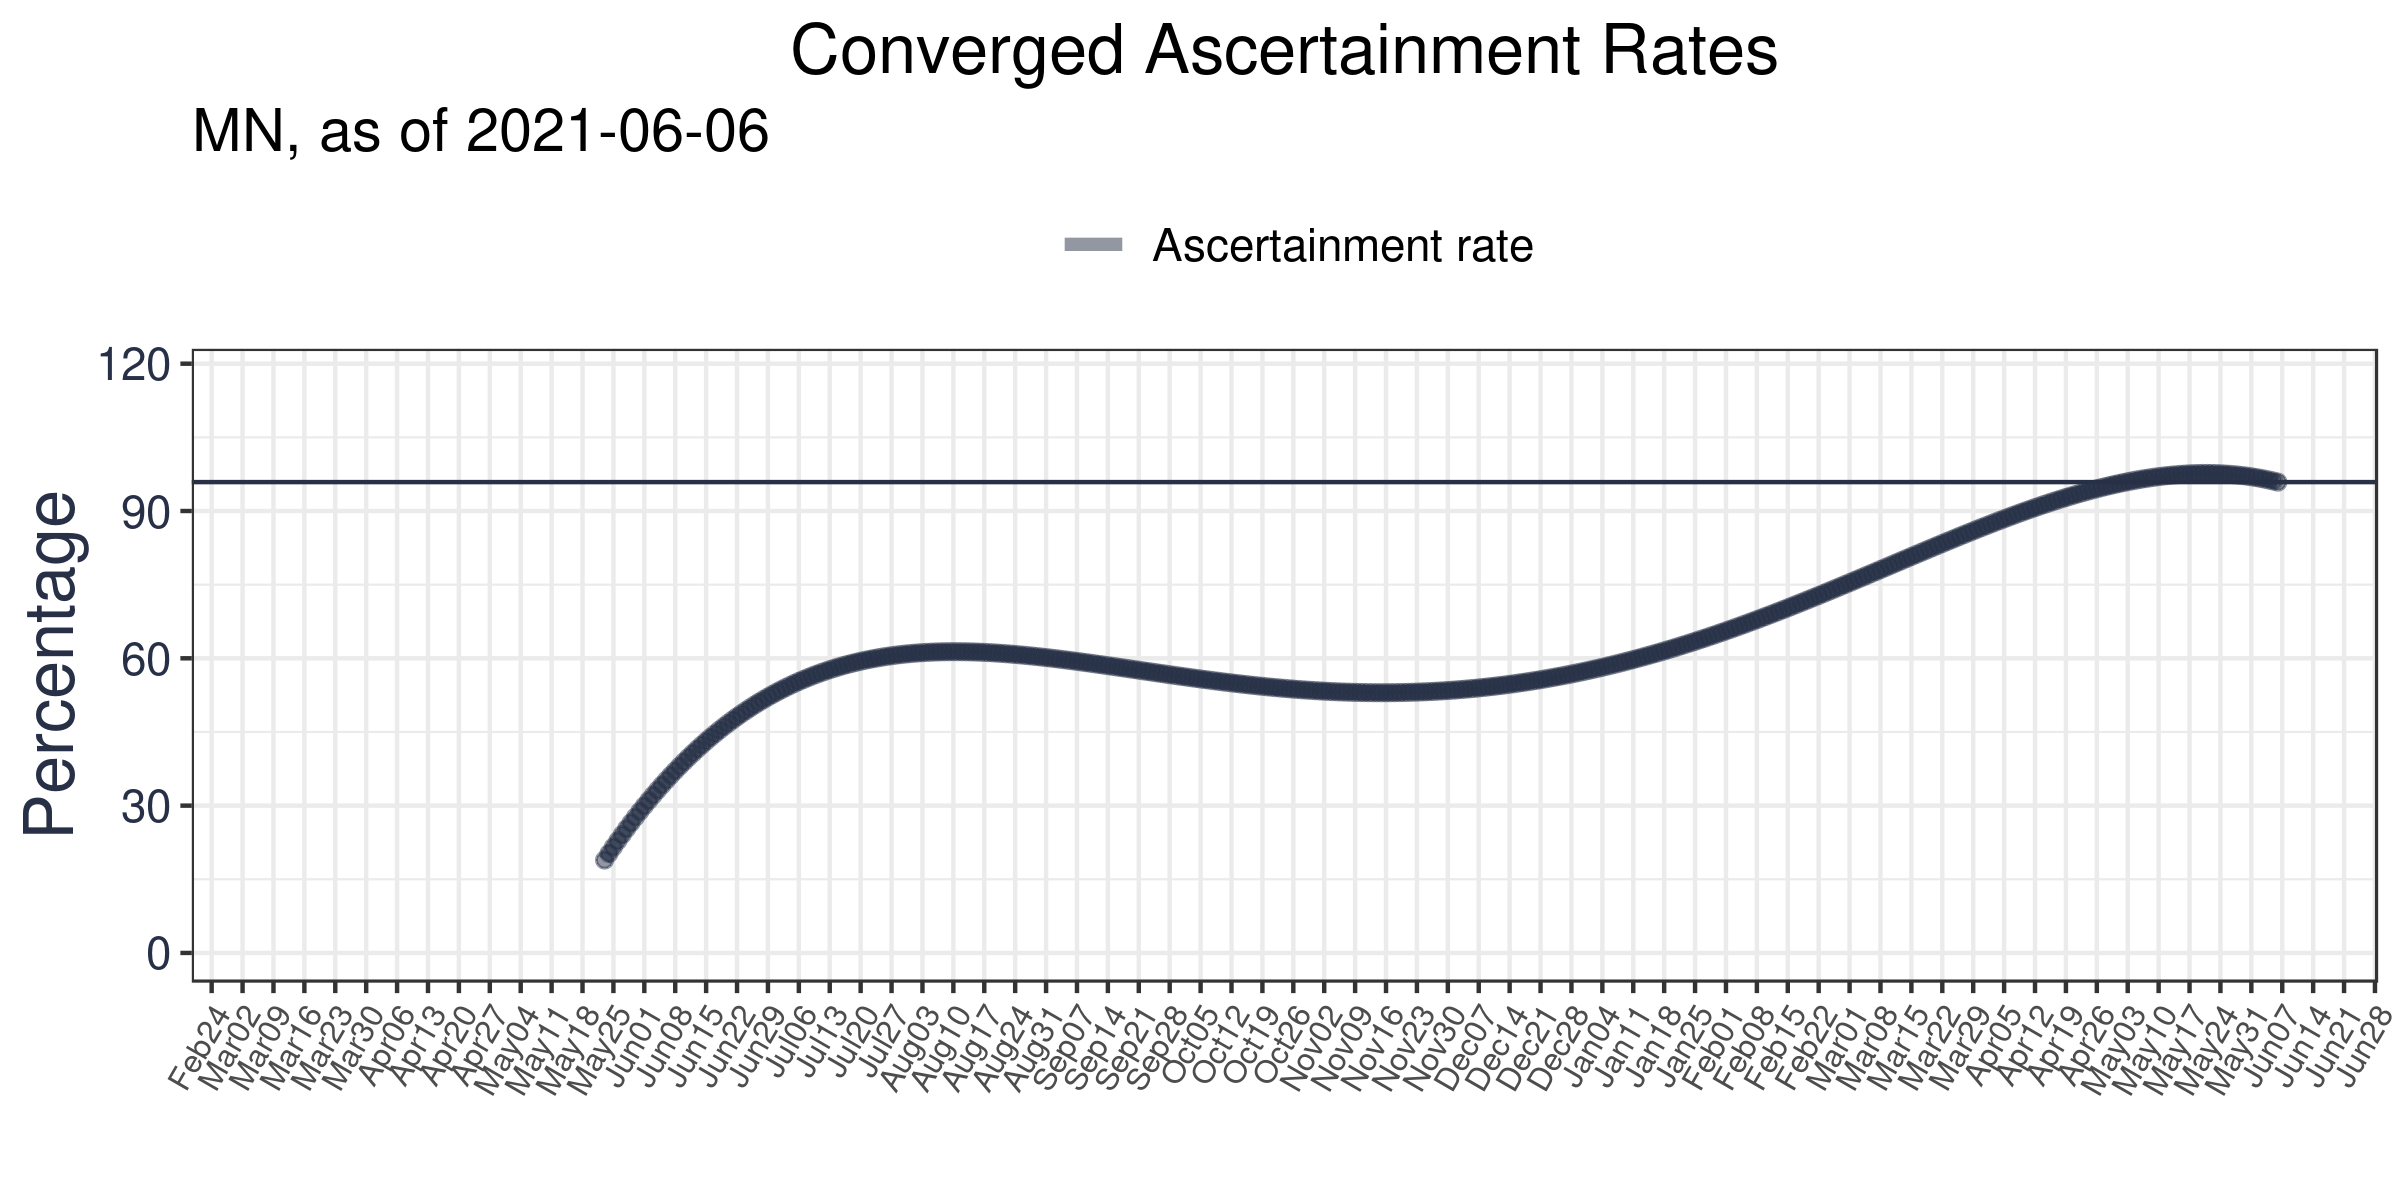 Converged Ascertainment Rates
MN, as of 2021-06-06
Ascertainment rate
Percentage
120
90
60
30
0
Feb24
Mar02
Mar09
Mar16
Mar23
Mar30
Apr06
Apr13
Apr20
Apr27
May04
May11
May18
May25
Jun01
Jun08
Jun15
Jun22
Jun29
Jul06
Jul13
Jul20
Jul27
Aug03
Aug10
Aug17
Aug24
Aug31
Sep07
Sep14
Sep21
Sep28
Oct05
Oct12
Oct19
Oct26
Nov02
Nov09
Nov16
Nov23
Nov30
Dec07
Dec14
Dec21
Dec28
Jan04
Jan11
Jan18
Jan25
Feb01
Feb08
Feb15
Feb22
Mar01
Mar08
Mar15
Mar22
Mar29
Apr05
Apr12
Apr19
Apr26
May03
May10
May17
May24
May31
Jun07
Jun14
Jun21
Jun28